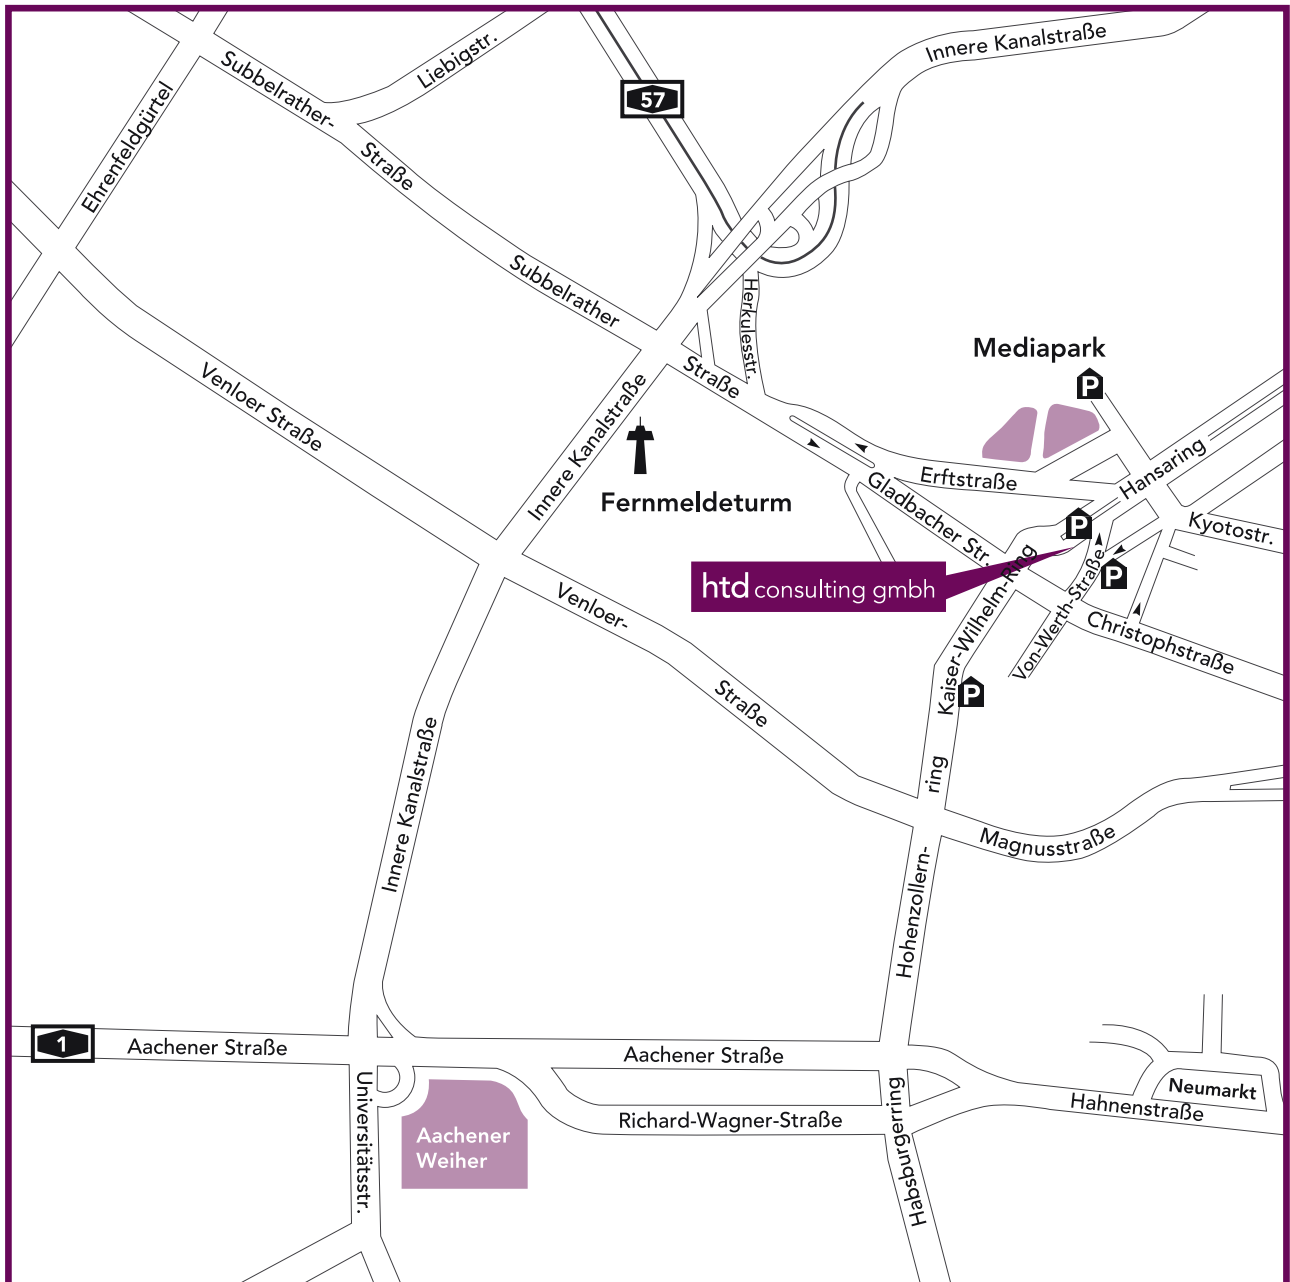 Innere Kanalstraße
Liebigstr.
Subbelrather-
Straße
57
Ehrenfeldgürtel
Subbelrather
Straße
Herkulesstr.
Mediapark
P
Venloer Straße
Innere Kanalstraße
Fernmeldeturm
Erftstraße
Hansaring
Gladbacher Str.
P
Kyotostr.
htd consulting gmbh
P
Kaiser-Wilhelm-Ring
Von-Werth-Straße
Christophstraße
P
Venloer-
Straße
Innere Kanalstraße
Hohenzollern-
ring
Magnusstraße
1
Aachener Straße
Aachener Straße
Universitätsstr.
Richard-Wagner-Straße
Habsburgerring
Hahnenstraße
Neumarkt
Aachener
Weiher